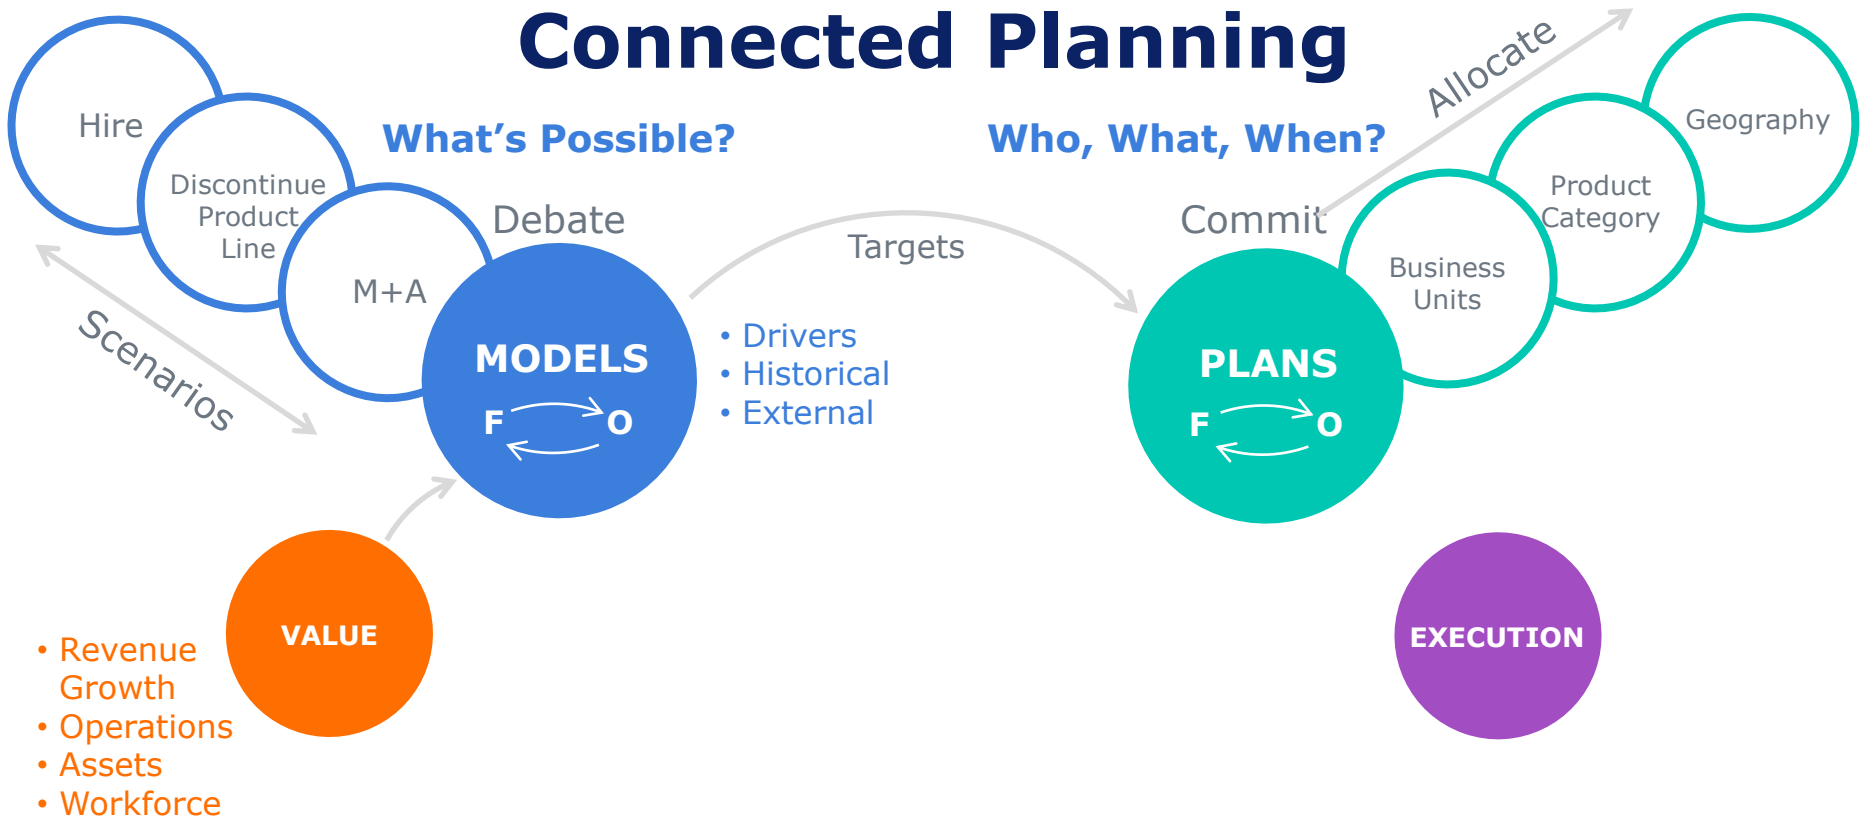 Connected Planning
What's Possible?
Who, What, When?
Hire
Discontinue
Product
Line
M+A
Scenarios
Debate
MODELS
F O
• Drivers
• Historical
• External
Targets
Commit
PLANS
F O
Allocate
Business
Units
Product
Category
Geography
VALUE
• Revenue
Growth
• Operations
• Assets
• Workforce
EXECUTION